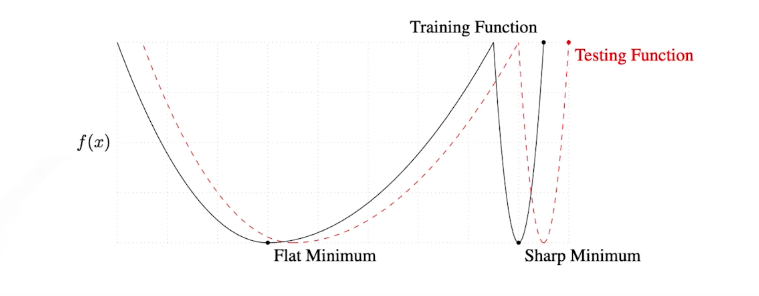 Training Function
Testing Function
f(x)
Flat Minimum
Sharp Minimum